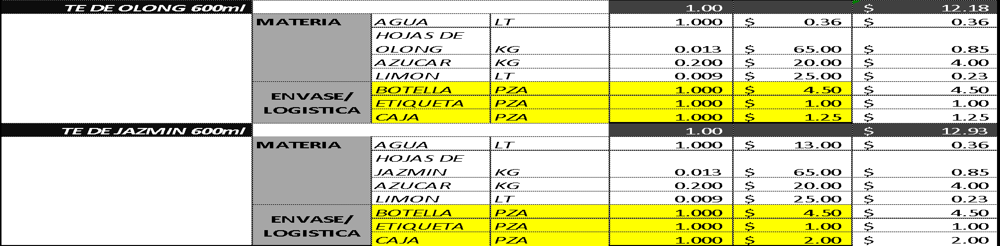 TE DE OLONG 600ml 1.00 $ 12.18
MATERIA AGUA LT 1.000 $ 0.36 $ 0.36
HOJAS DE
OLONG KG 0.013 $ 65.00 $ 0.85
AZUCAR KG 0.200 $ 20.00 $ 4.00
LIMON LT 0.009 $ 25.00 $ 0.23
ENVASE/
LOGISTICA
BOTELLA PZA 1.000 $ 4.50 $ 4.50
ETIQUETA PZA 1.000 $ 1.00 $ 1.00
CAJA PZA 1.000 $ 1.25 $ 1.25
TE DE JAZMIN 600ml 1.00 $ 12.93
MATERIA AGUA LT 1.000 $ 13.00 $ 0.36
HOJAS DE
JAZMIN KG 0.013 $ 65.00 $ 0.85
AZUCAR KG 0.200 $ 20.00 $ 4.00
LIMON LT 0.009 $ 25.00 $ 0.23
ENVASE/
LOGISTICA
BOTELLA PZA 1.000 $ 4.50 $ 4.50
ETIQUETA PZA 1.000 $ 1.00 $ 1.00
CAJA PZA 1.000 $ 2.00 $ 2.00